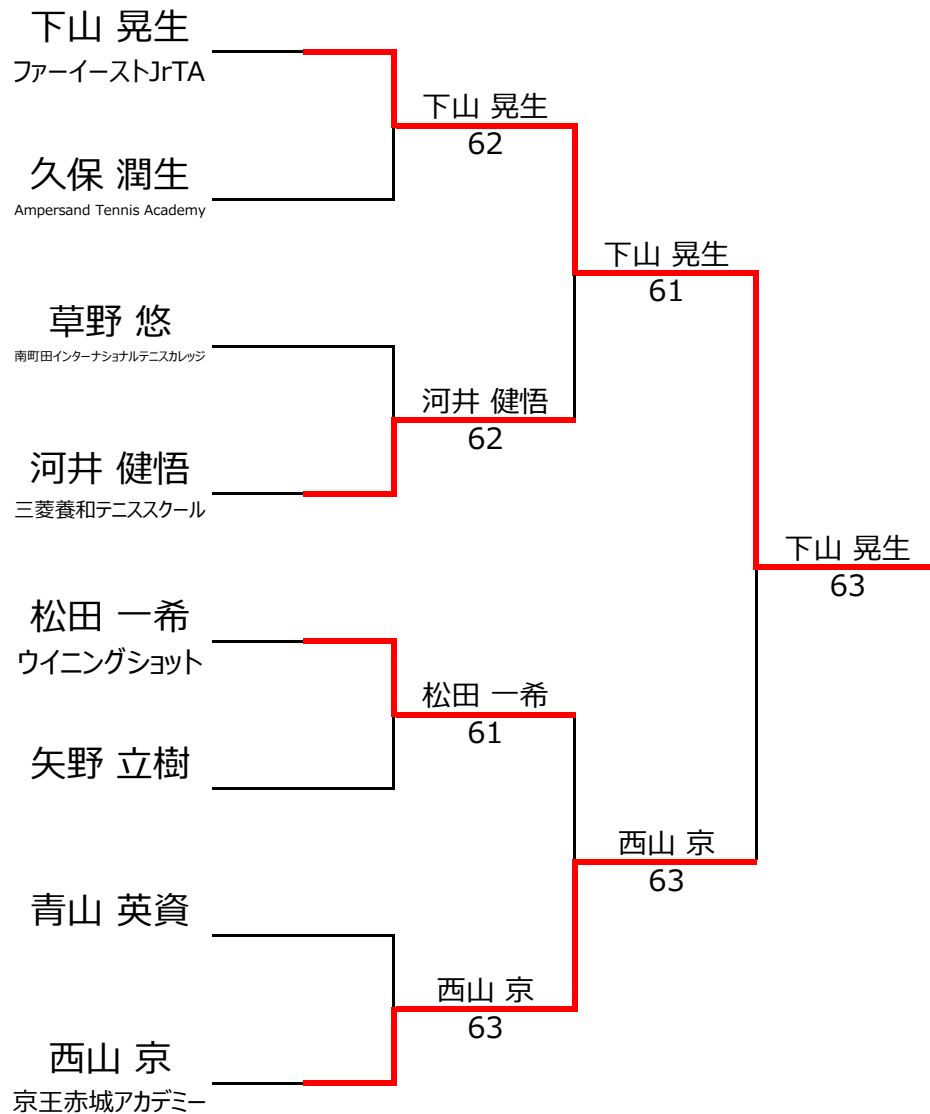 下山 晃生
ファーイーストJrTA
久保 潤生
Ampersand Tennis Academy
草野 悠
南町田インターナショナルテニスカレッジ
河井 健悟
三菱養和テニススクール
松田 一希
ウイニングショット
矢野 立樹
青山 英資
西山 京
京王赤城アカデミー
下山 晃生
62
河井 健悟
62
松田 一希
61
西山 京
63
下山 晃生
61
西山 京
63
下山 晃生
63